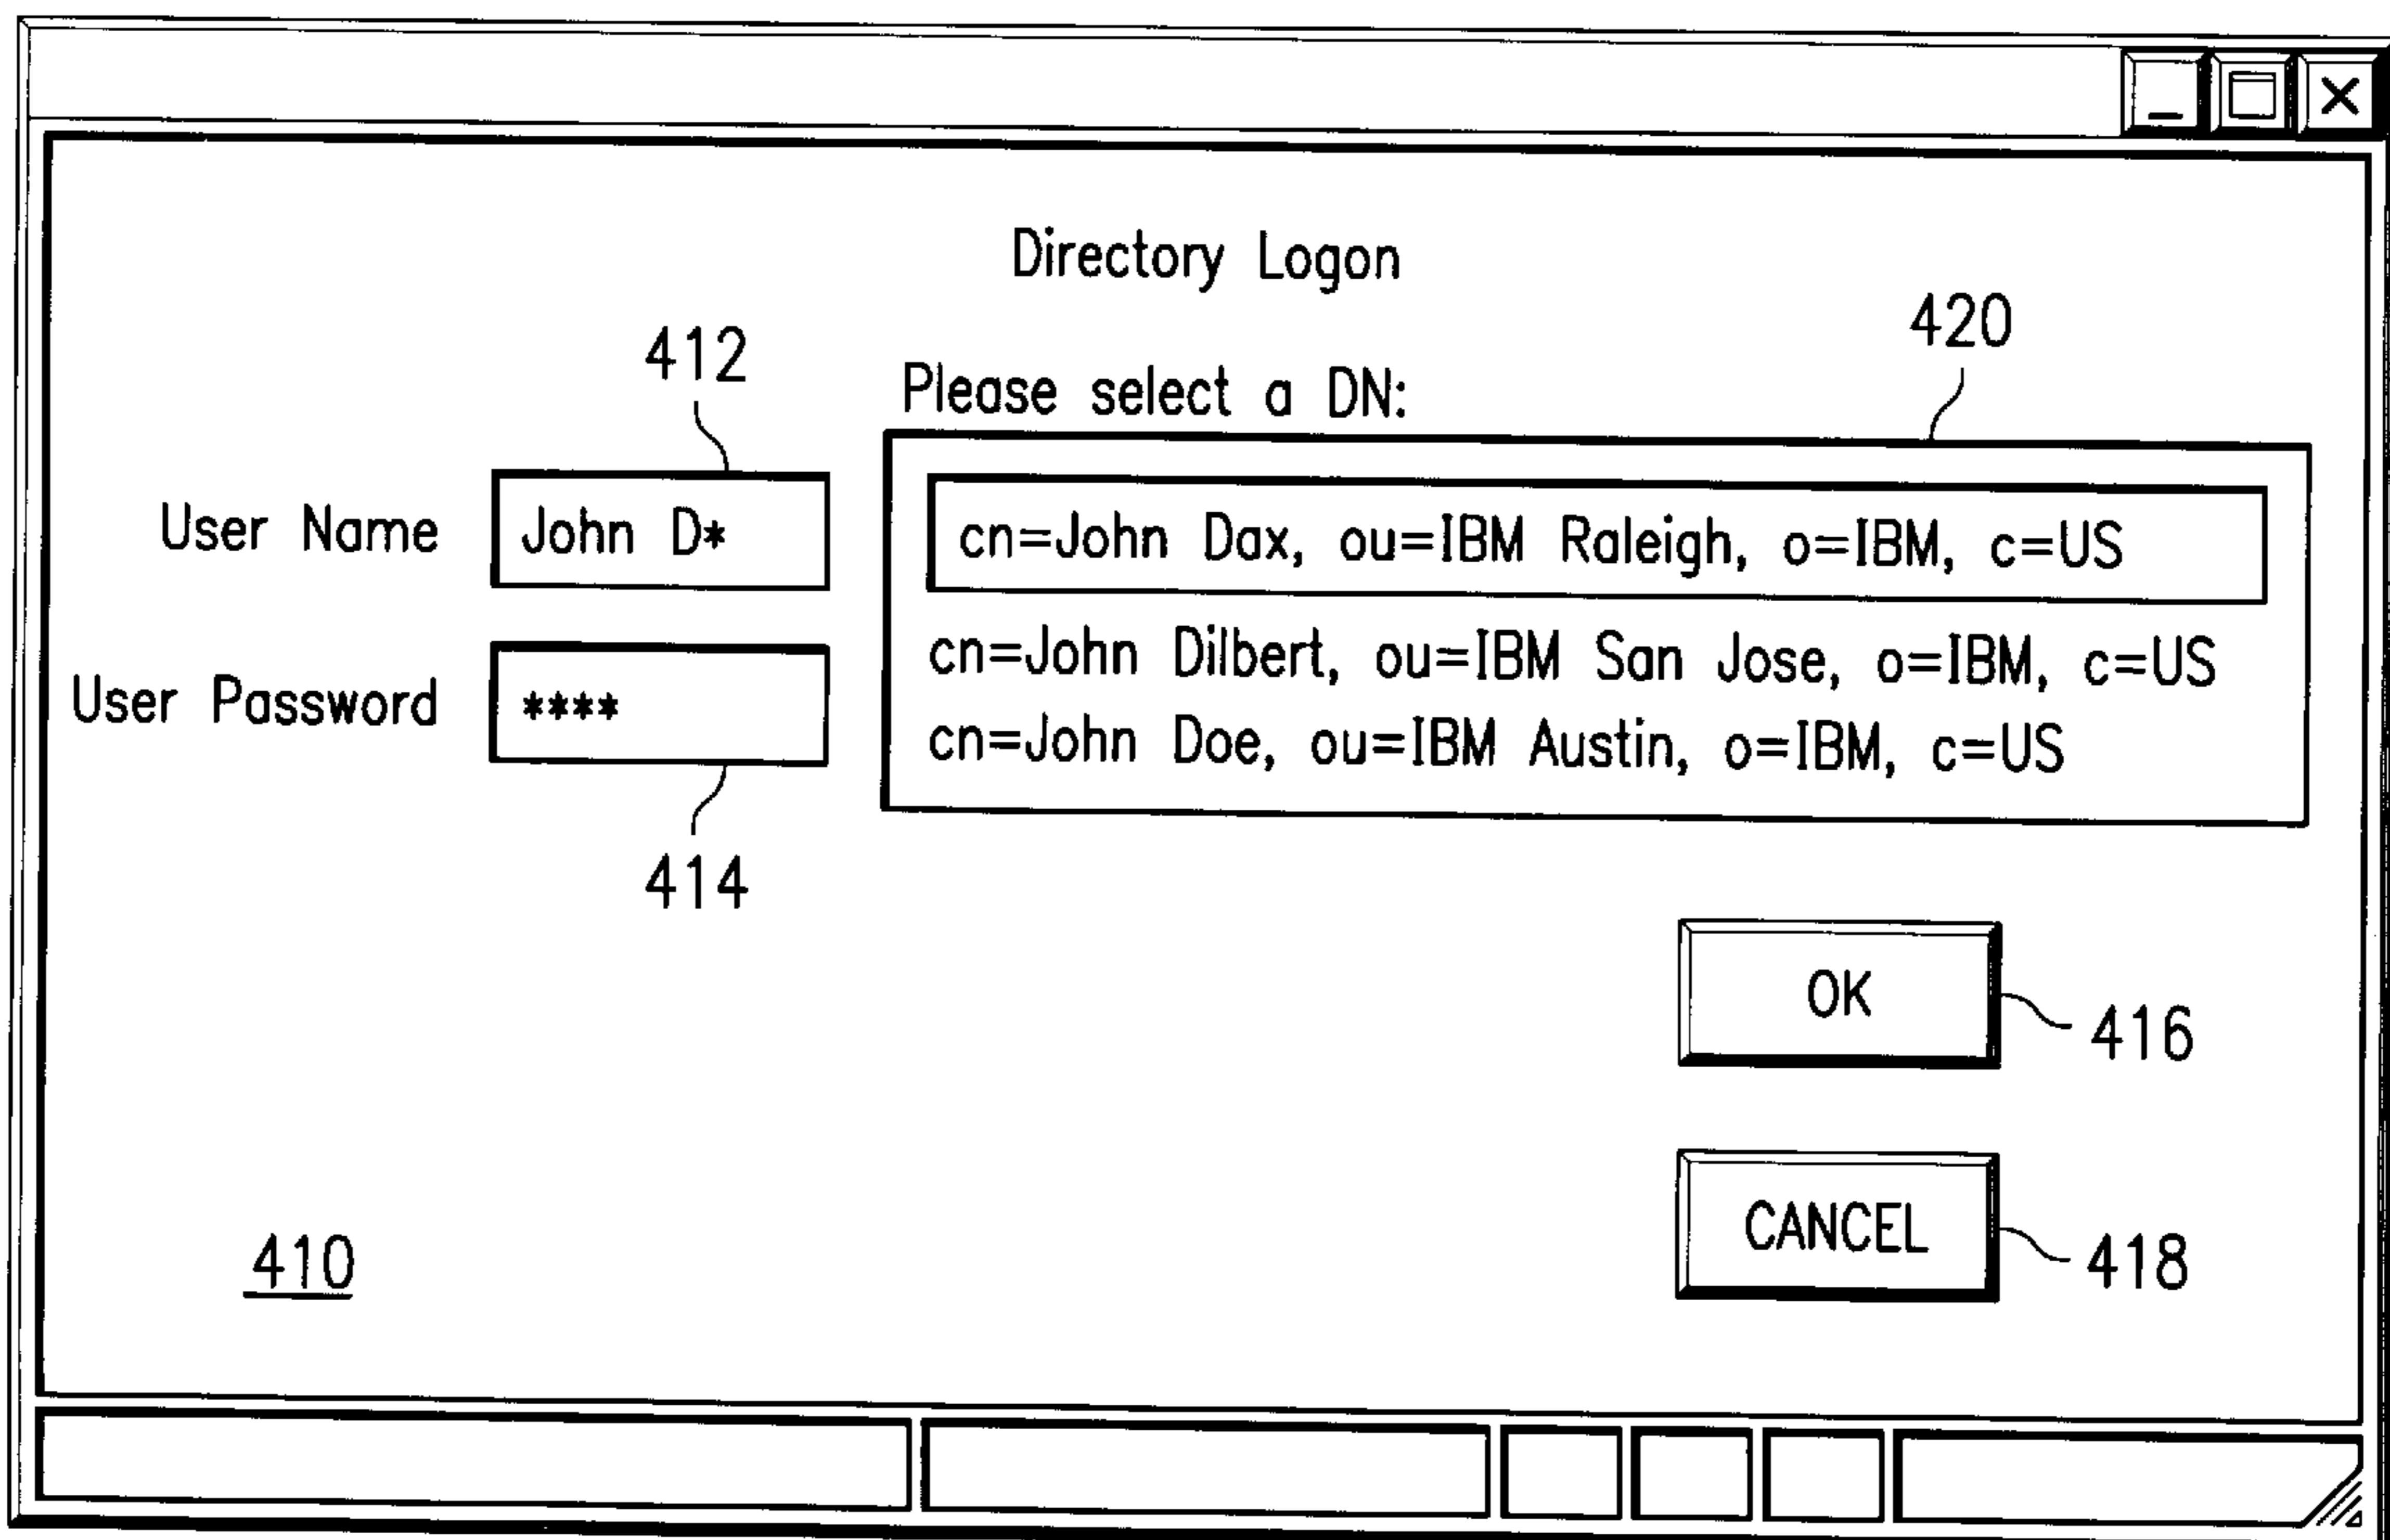 Directory Logon
412
420
Please select a DN:
User Name
John D*
cn=John Dax, ou=IBM Raleigh, o=IBM, c=US
cn=John Dilbert, ou=IBM San Jose, o=IBM, c=US
User Password
****
cn=John Doe, ou=IBM Austin, o=IBM, c=US
414
OK
416
CANCEL
418
410